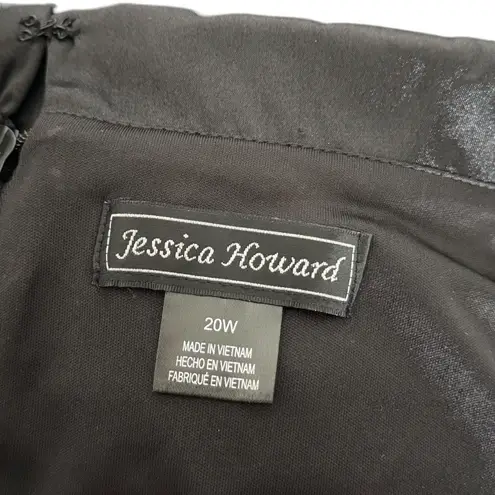 Jessica Howard
20W
MADE IN VIETNAM
HECHO EN VIETNAM
FABRIQUÉ EN VIETNAM